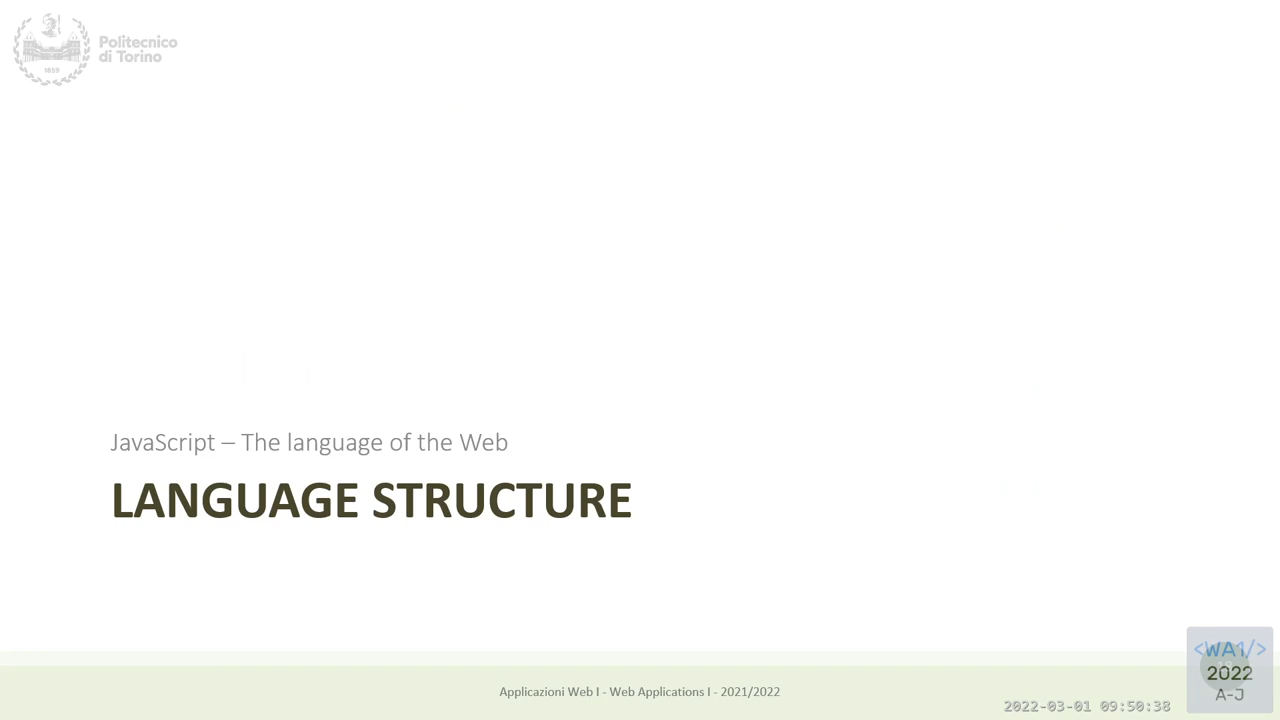 Politecnico
di Torino
1859
JavaScript – The language of the Web
LANGUAGE STRUCTURE
Applicazioni Web I - Web Applications I - 2021/2022
2022-03-01 09:50:38
<WA1/>
2022
A-J